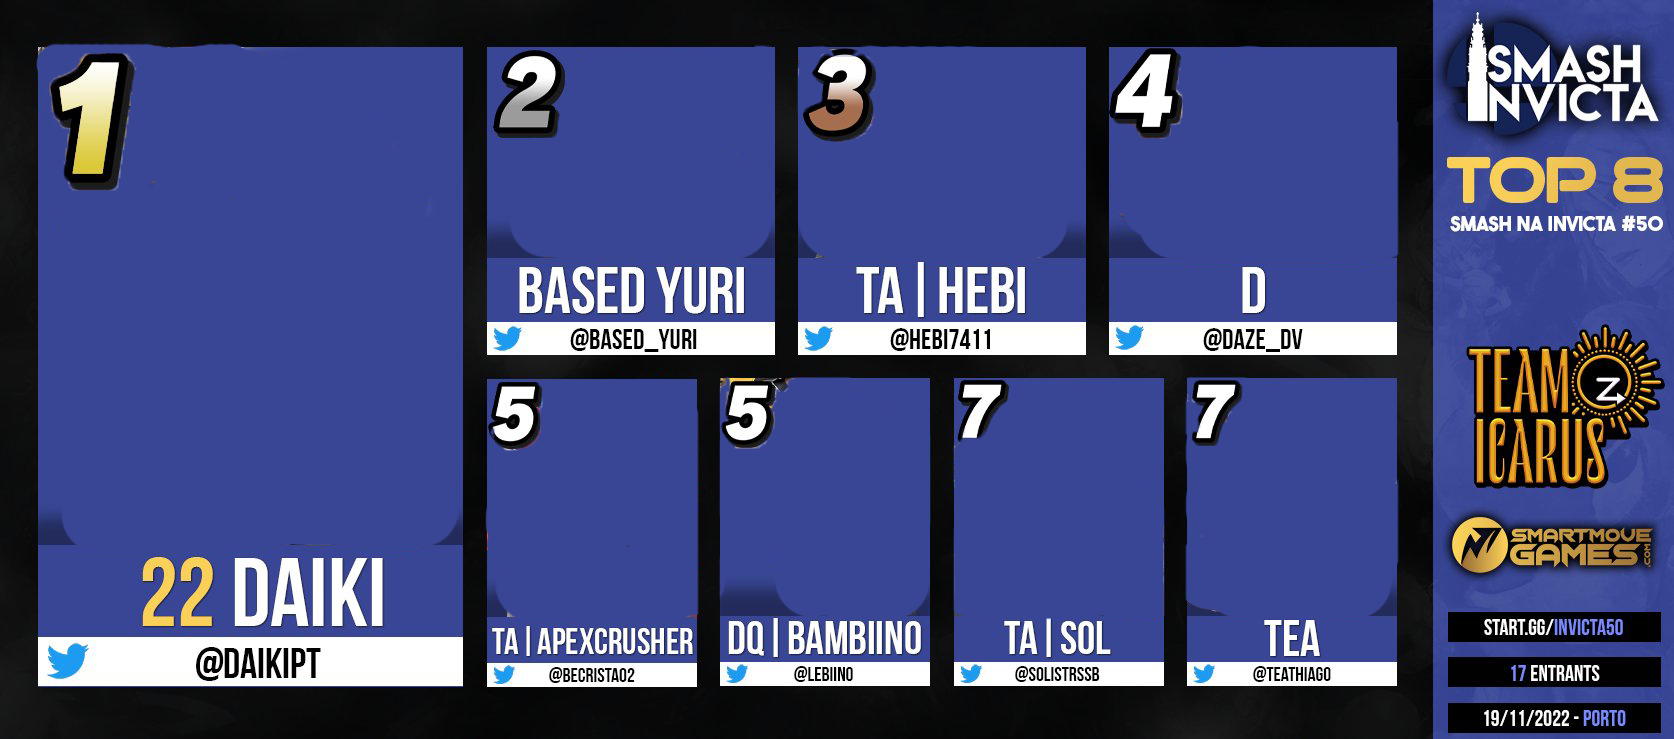 1
22 DAIKI
@DAIKIPT
2
BASED YURI
@BASED_YURI
3
TA | HEBI
@HEBI7411
4
D
@DAZE_DV
5
TA | APEXCRUSHER
@BECRISTA02
5
DQ | BAMBIINO
@LEBIINO
7
TA | SOL
@SOLISTRSSB
7
TEA
@TEATHIAGO
SMASH
INVICTA
TOP 8
SMASH NA INVICTA #50
TEAM
Z
ICARUS
SMARTMOVE
GAMES.COM
START.GG/INVICTA50
17 ENTRANTS
19/11/2022 - PORTO